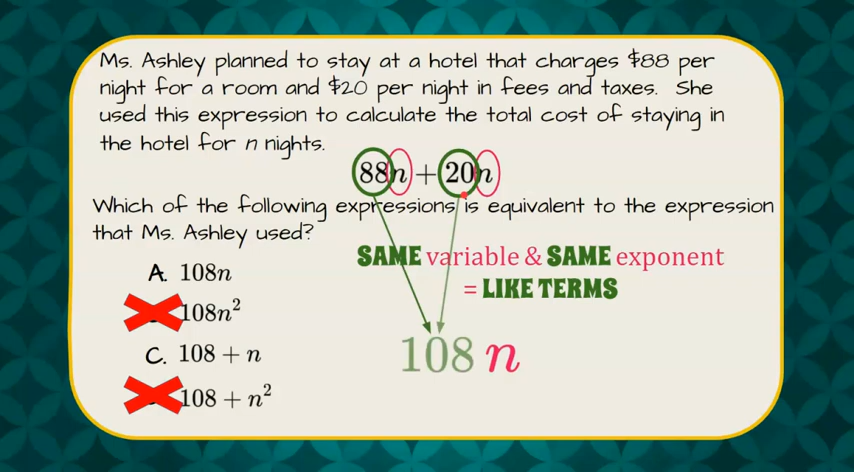 Ms. Ashley planned to stay at a hotel that charges $88 per
night for a room and $20 per night in fees and taxes. She
used this expression to calculate the total cost of staying in
the hotel for n nights.
88n + 20n
Which of the following expressions is equivalent to the expression
that Ms. Ashley used?
SAME variable & SAME exponent
= LIKE TERMS
A. 108n
108n²
C. 108 + n
108 + n²
108 n